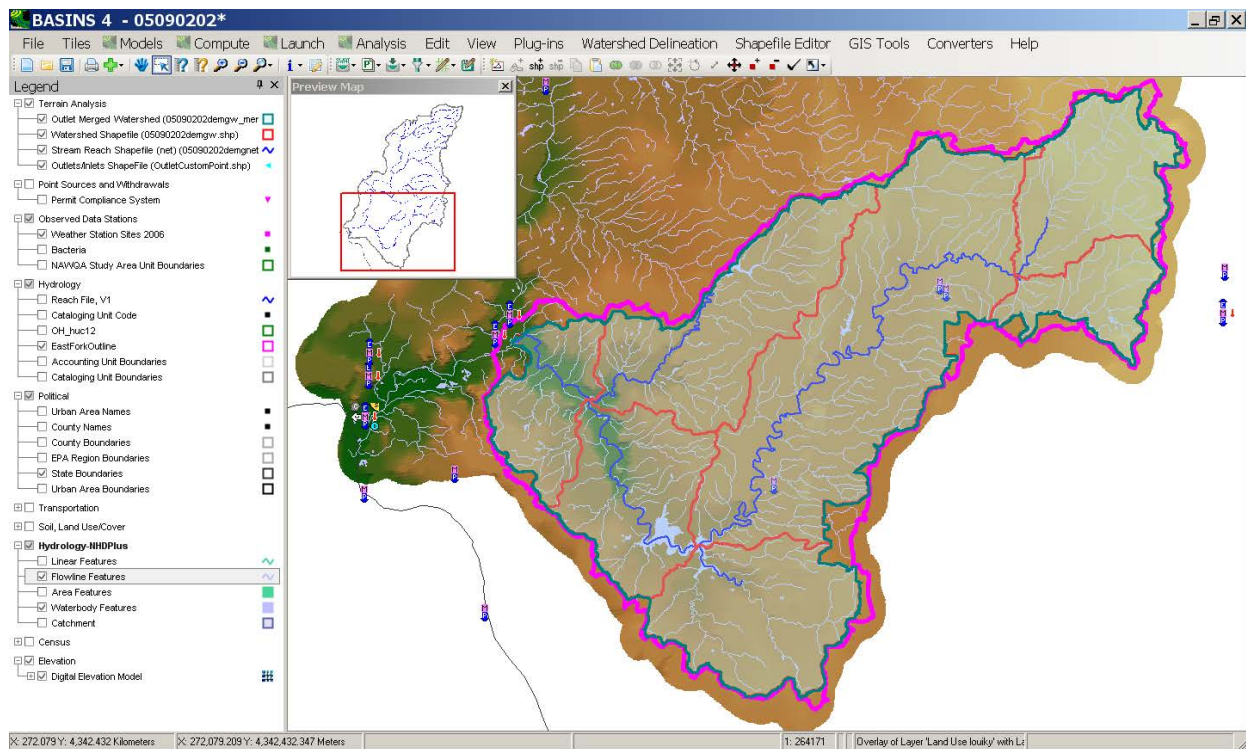 BASINS 4 - 05090202*
File Tiles Models Compute Launch Analysis Edit View Plug-ins Watershed Delineation Shapefile Editor GIS Tools Converters Help
shp shp
Legend
Terrain Analysis
Outlet Merged Watershed (05090202demgw_mer
Watershed Shapefile (05090202demgw.shp)
Stream Reach Shapefile (net) (05090202demgnet
Outlets/Inlets ShapeFile (OutletCustomPoint.shp)
Point Sources and Withdrawals
Permit Compliance System
Observed Data Stations
Weather Station Sites 2006
Bacteria
NAWQA Study Area Unit Boundaries
Hydrology
Reach File, V1
Cataloging Unit Code
OH_huc12
EastForkOutline
Accounting Unit Boundaries
Cataloging Unit Boundaries
Political
Urban Area Names
County Names
County Boundaries
EPA Region Boundaries
State Boundaries
Urban Area Boundaries
Transportation
Soil, Land Use/Cover
Hydrology-NHDPlus
Linear Features
Flowline Features
Area Features
Waterbody Features
Catchment
Census
Elevation
Digital Elevation Model
Preview Map
X: 272.079 Y: 4,342.432 Kilometers X: 272,079.209 Y: 4,342,432.347 Meters 1: 264171 Overlay of Layer 'Land Use louiky' with La